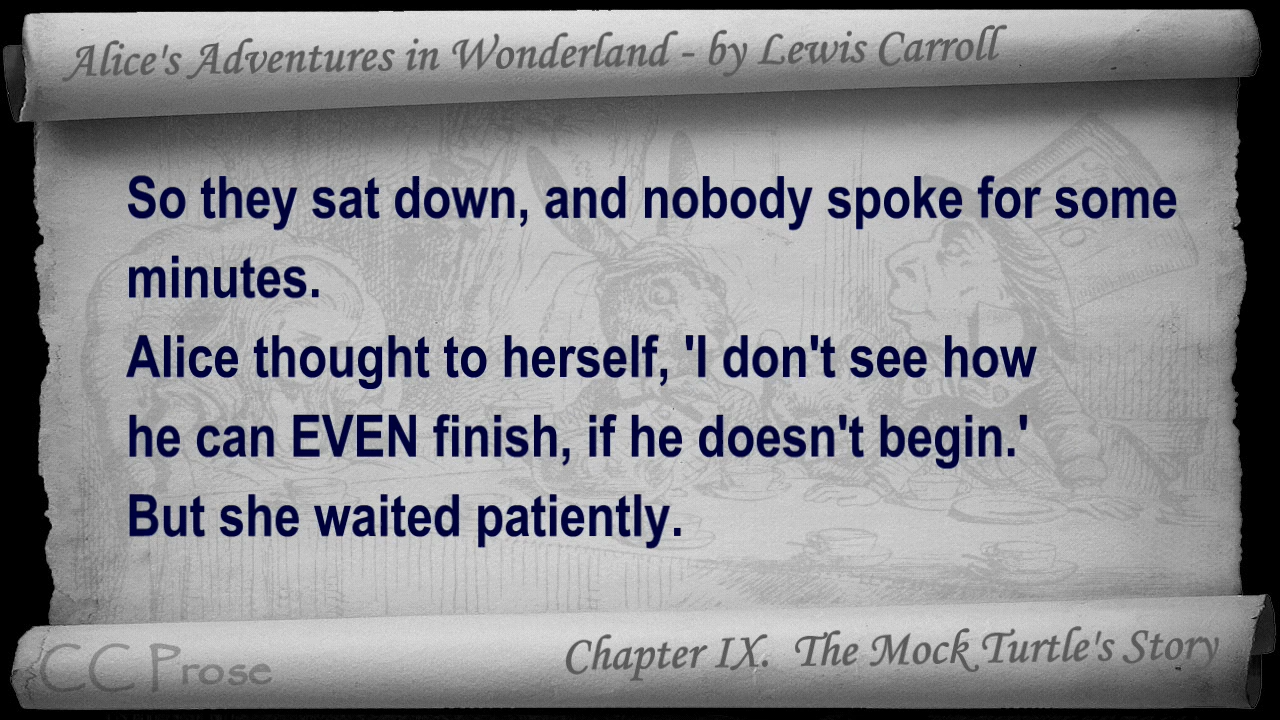 Alice's Adventures in Wonderland - by Lewis Carroll
So they sat down, and nobody spoke for some
minutes.
Alice thought to herself, 'I don't see how
he can EVEN finish, if he doesn't begin.'
But she waited patiently.
CC Prose
Chapter IX. The Mock Turtle's Story